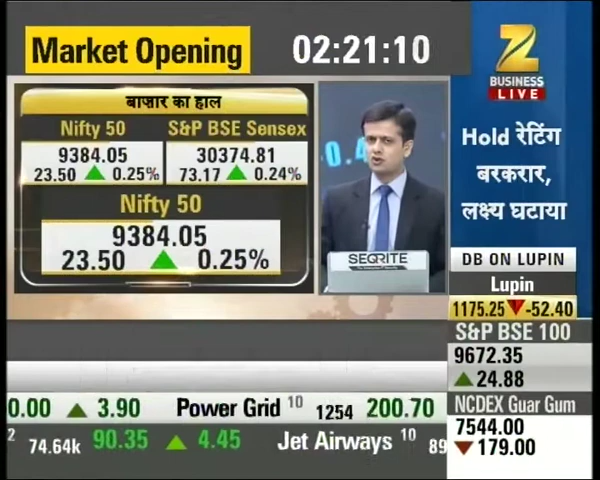 Market Opening
02:21:10
Z
BUSINESS
LIVE
बाज़ार का हाल
Nifty 50
9384.05
23.50 ▲ 0.25%
S&P BSE Sensex
30374.81
73.17 ▲ 0.24%
Nifty 50
9384.05
23.50 ▲ 0.25%
0.4
SEQRITE
Hold रेटिंग
बरकरार,
लक्ष्य घटाया
DB ON LUPIN
Lupin
1175.25 ▼ -52.40
S&P BSE 100
9672.35
▲ 24.88
NCDEX Guar Gum
7544.00
▼ 179.00
0.00 ▲ 3.90 Power Grid 10 1254 200.70
2 74.64k 90.35 ▲ 4.45 Jet Airways 10 89